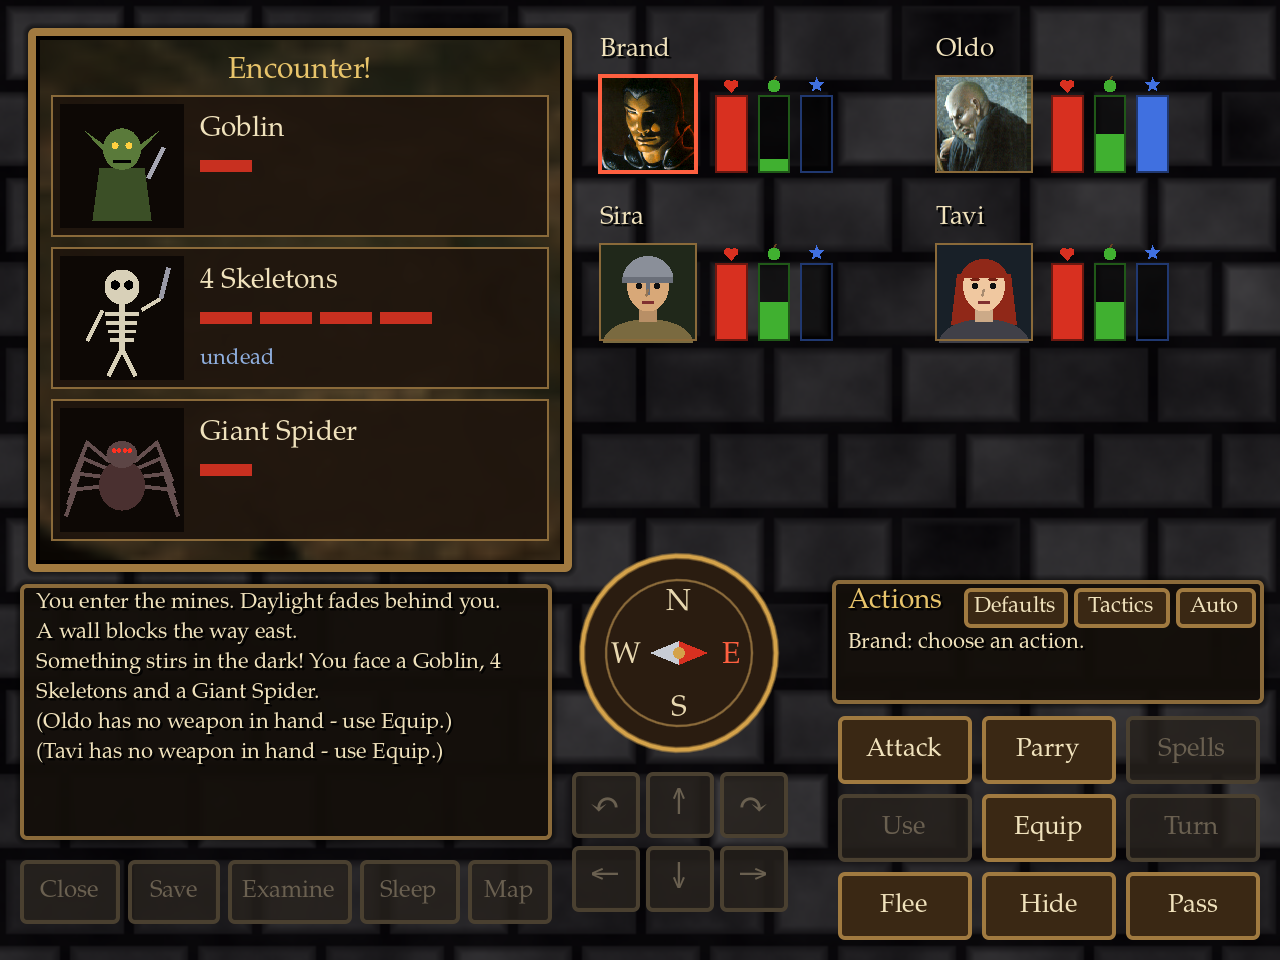 Encounter!
Goblin
4 Skeletons
undead
Giant Spider
Brand
Oldo
Sira
Tavi
You enter the mines. Daylight fades behind you.
A wall blocks the way east.
Something stirs in the dark! You face a Goblin, 4
Skeletons and a Giant Spider.
(Oldo has no weapon in hand - use Equip.)
(Tavi has no weapon in hand - use Equip.)
N
W E
S
Actions Defaults Tactics Auto
Brand: choose an action.
Attack Parry Spells
Use Equip Turn
Flee Hide Pass
Close Save Examine Sleep Map